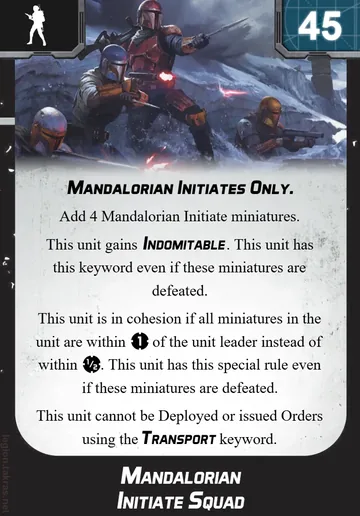 45
MANDALORIAN INITIATES ONLY.
Add 4 Mandalorian Initiate miniatures.
This unit gains INDOMITABLE. This unit has
this keyword even if these miniatures are
defeated.
This unit is in cohesion if all miniatures in the
unit are within 1 of the unit leader instead of
within ½. This unit has this special rule even
if these miniatures are defeated.
This unit cannot be Deployed or issued Orders
using the TRANSPORT keyword.
MANDALORIAN
INITIATE SQUAD
legion.takras.net